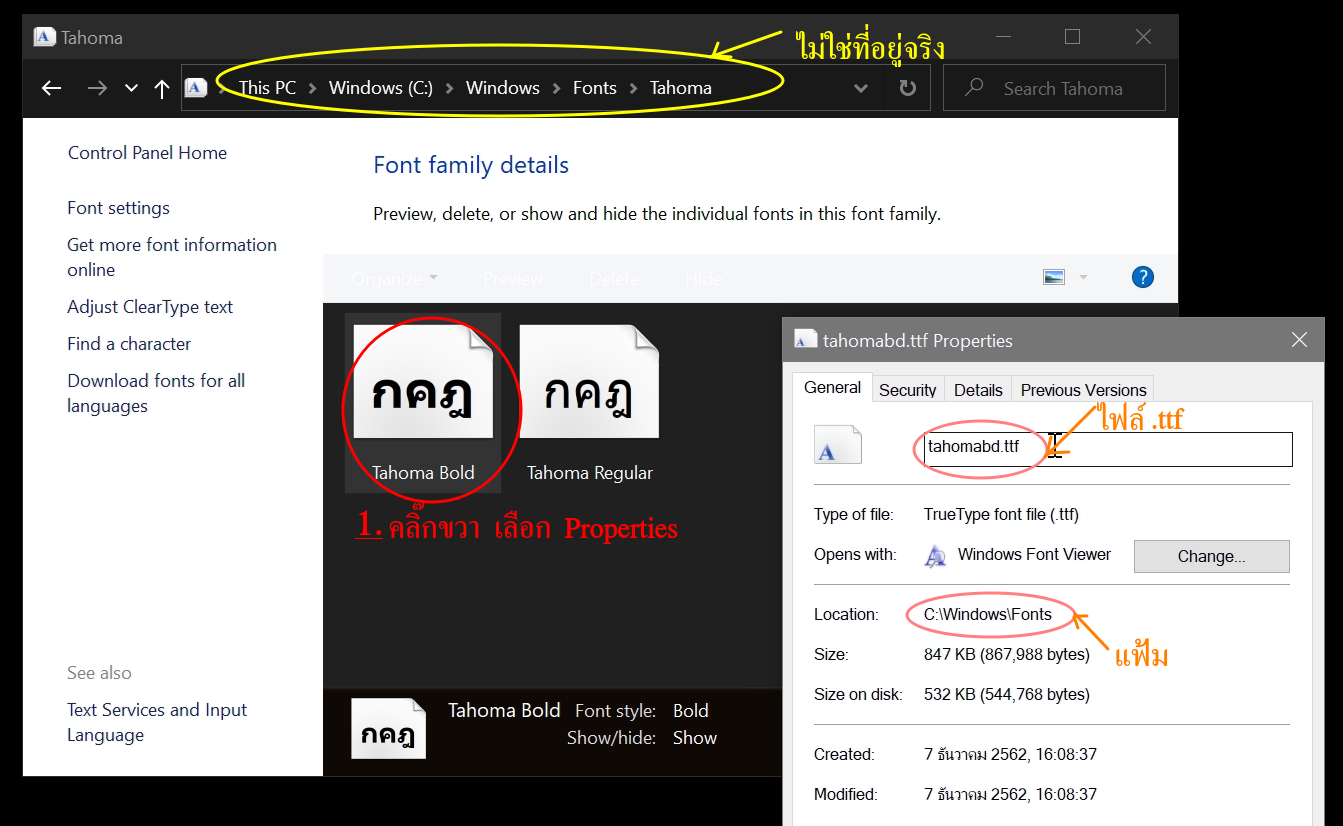 Tahoma
ไม่ใช่ที่อยู่จริง
This PC > Windows (C:) > Windows > Fonts > Tahoma
Search Tahoma
Control Panel Home
Font settings
Get more font information
online
Adjust ClearType text
Find a character
Download fonts for all
languages
See also
Text Services and Input
Language
Font family details
Preview, delete, or show and hide the individual fonts in this font family.
Organize Preview Delete Hide
กคฎ กคฎ
Tahoma Bold Tahoma Regular
1. คลิ๊กขวา เลือก Properties
กคฎ
Tahoma Bold Font style: Bold
Show/hide: Show
tahomabd.ttf Properties
General Security Details Previous Versions
ไฟล์ .ttf
tahomabd.ttf
Type of file: TrueType font file (.ttf)
Opens with: Windows Font Viewer Change...
Location: C:\Windows\Fonts
แฟ้ม
Size: 847 KB (867,988 bytes)
Size on disk: 532 KB (544,768 bytes)
Created: 7 ธันวาคม 2562, 16:08:37
Modified: 7 ธันวาคม 2562, 16:08:37